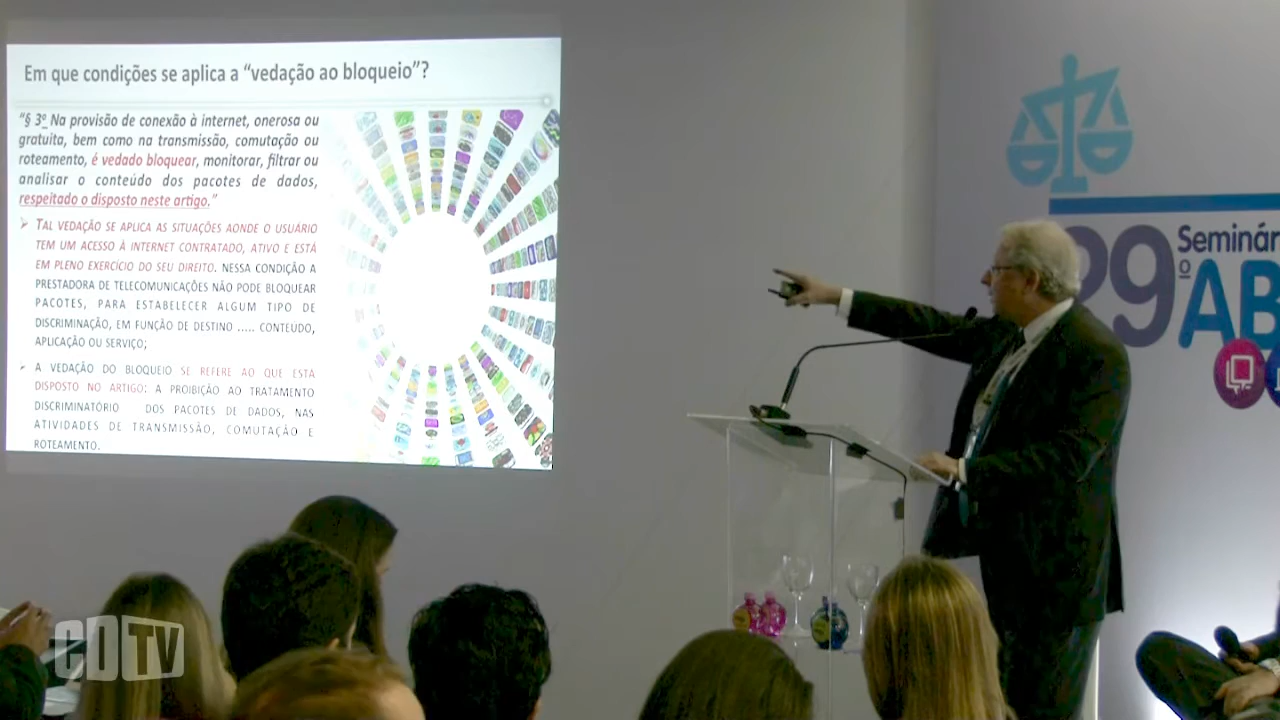 Em que condições se aplica a “vedação ao bloqueio”?
“§ 3º Na provisão de conexão à internet, onerosa ou
gratuita, bem como na transmissão, comutação ou
roteamento, é vedado bloquear, monitorar, filtrar ou
analisar o conteúdo dos pacotes de dados,
respeitado o disposto neste artigo.”
TAL VEDAÇÃO SE APLICA AS SITUAÇÕES AONDE O USUÁRIO
TEM UM ACESSO À INTERNET CONTRATADO, ATIVO E ESTÁ
EM PLENO EXERCÍCIO DO SEU DIREITO. NESSA CONDIÇÃO A
PRESTADORA DE TELECOMUNICAÇÕES NÃO PODE BLOQUEAR
PACOTES, PARA ESTABELECER ALGUM TIPO DE
DISCRIMINAÇÃO, EM FUNÇÃO DE DESTINO ..... CONTEUDO,
APLICAÇÃO OU SERVIÇO;
A VEDAÇÃO DO BLOQUEIO SE REFERE AO QUE ESTA
DISPOSTO NO ARTIGO: A PROIBIÇÃO AO TRATAMENTO
DISCRIMINATÓRIO DOS PACOTES DE DADOS, NAS
ATIVIDADES DE TRANSMISSÃO, COMUTAÇÃO E
ROTEAMENTO.
29º Seminár
AB
CDTV